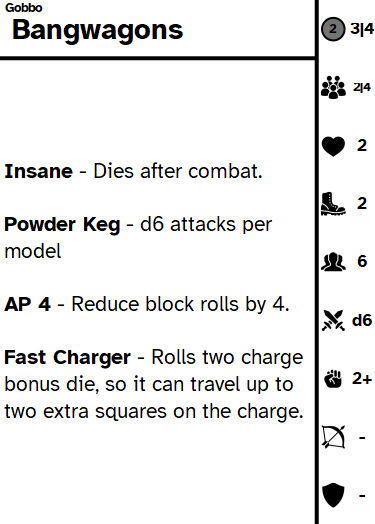 Gobbo
Bangwagons
Insane - Dies after combat.
Powder Keg - d6 attacks per
model
AP 4 - Reduce block rolls by 4.
Fast Charger - Rolls two charge
bonus die, so it can travel up to
two extra squares on the charge.
2 3|4
2|4
2
2
6
d6
2+
-
-